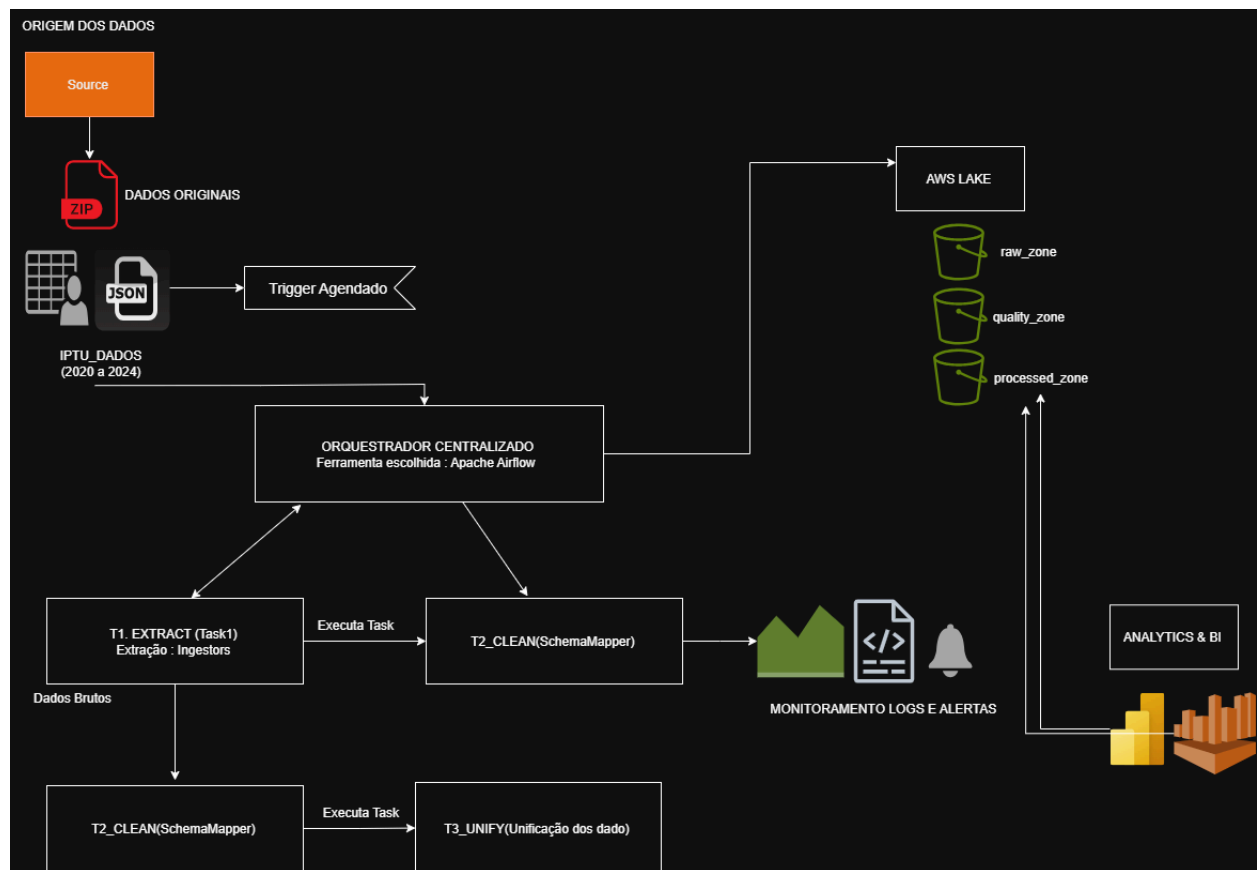 ORIGEM DOS DADOS
Source
ZIP
DADOS ORIGINAIS
JSON
Trigger Agendado
IPTU_DADOS
(2020 a 2024)
AWS LAKE
raw_zone
quality_zone
processed_zone
ORQUESTRADOR CENTRALIZADO
Ferramenta escolhida : Apache Airflow
T1. EXTRACT (Task1)
Extração : Ingestors
Executa Task
T2_CLEAN(SchemaMapper)
</>
MONITORAMENTO LOGS E ALERTAS
ANALYTICS & BI
Dados Brutos
T2_CLEAN(SchemaMapper)
Executa Task
T3_UNIFY(Unificação dos dado)